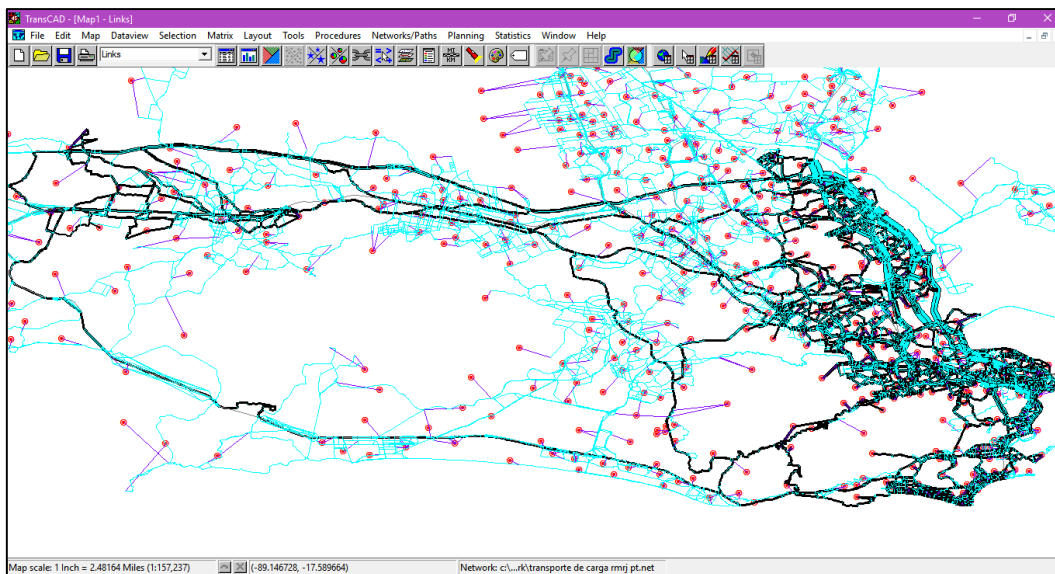 TransCAD - [Map1 - Links]
File Edit Map Dataview Selection Matrix Layout Tools Procedures Networks/Paths Planning Statistics Window Help
Links
Map scale: 1 Inch = 2.48164 Miles (1:157,237) (-89.146728, -17.589664) Network: c:\...rk\transporte de carga rmrj pt.net